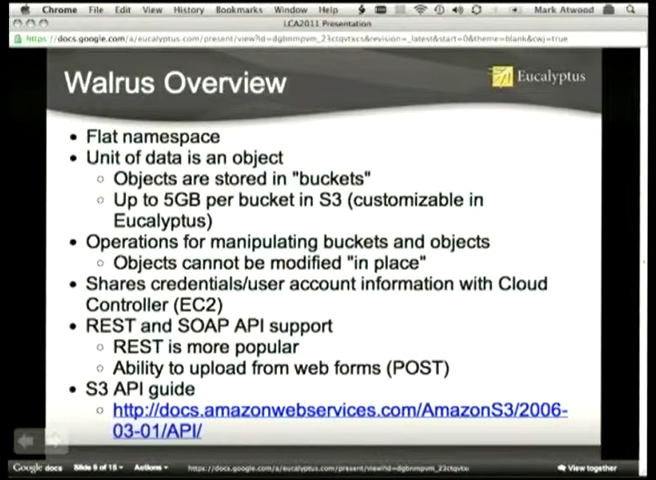 Chrome File Edit View History Bookmarks Window Help Mark Atwood
LCA2011 Presentation
Walrus Overview
Eucalyptus
• Flat namespace
• Unit of data is an object
○ Objects are stored in "buckets"
○ Up to 5GB per bucket in S3 (customizable in
Eucalyptus)
• Operations for manipulating buckets and objects
○ Objects cannot be modified "in place"
• Shares credentials/user account information with Cloud
Controller (EC2)
• REST and SOAP API support
○ REST is more popular
○ Ability to upload from web forms (POST)
• S3 API guide
○ http://docs.amazonwebservices.com/AmazonS3/2006-
03-01/API/
Google docs Actions View together